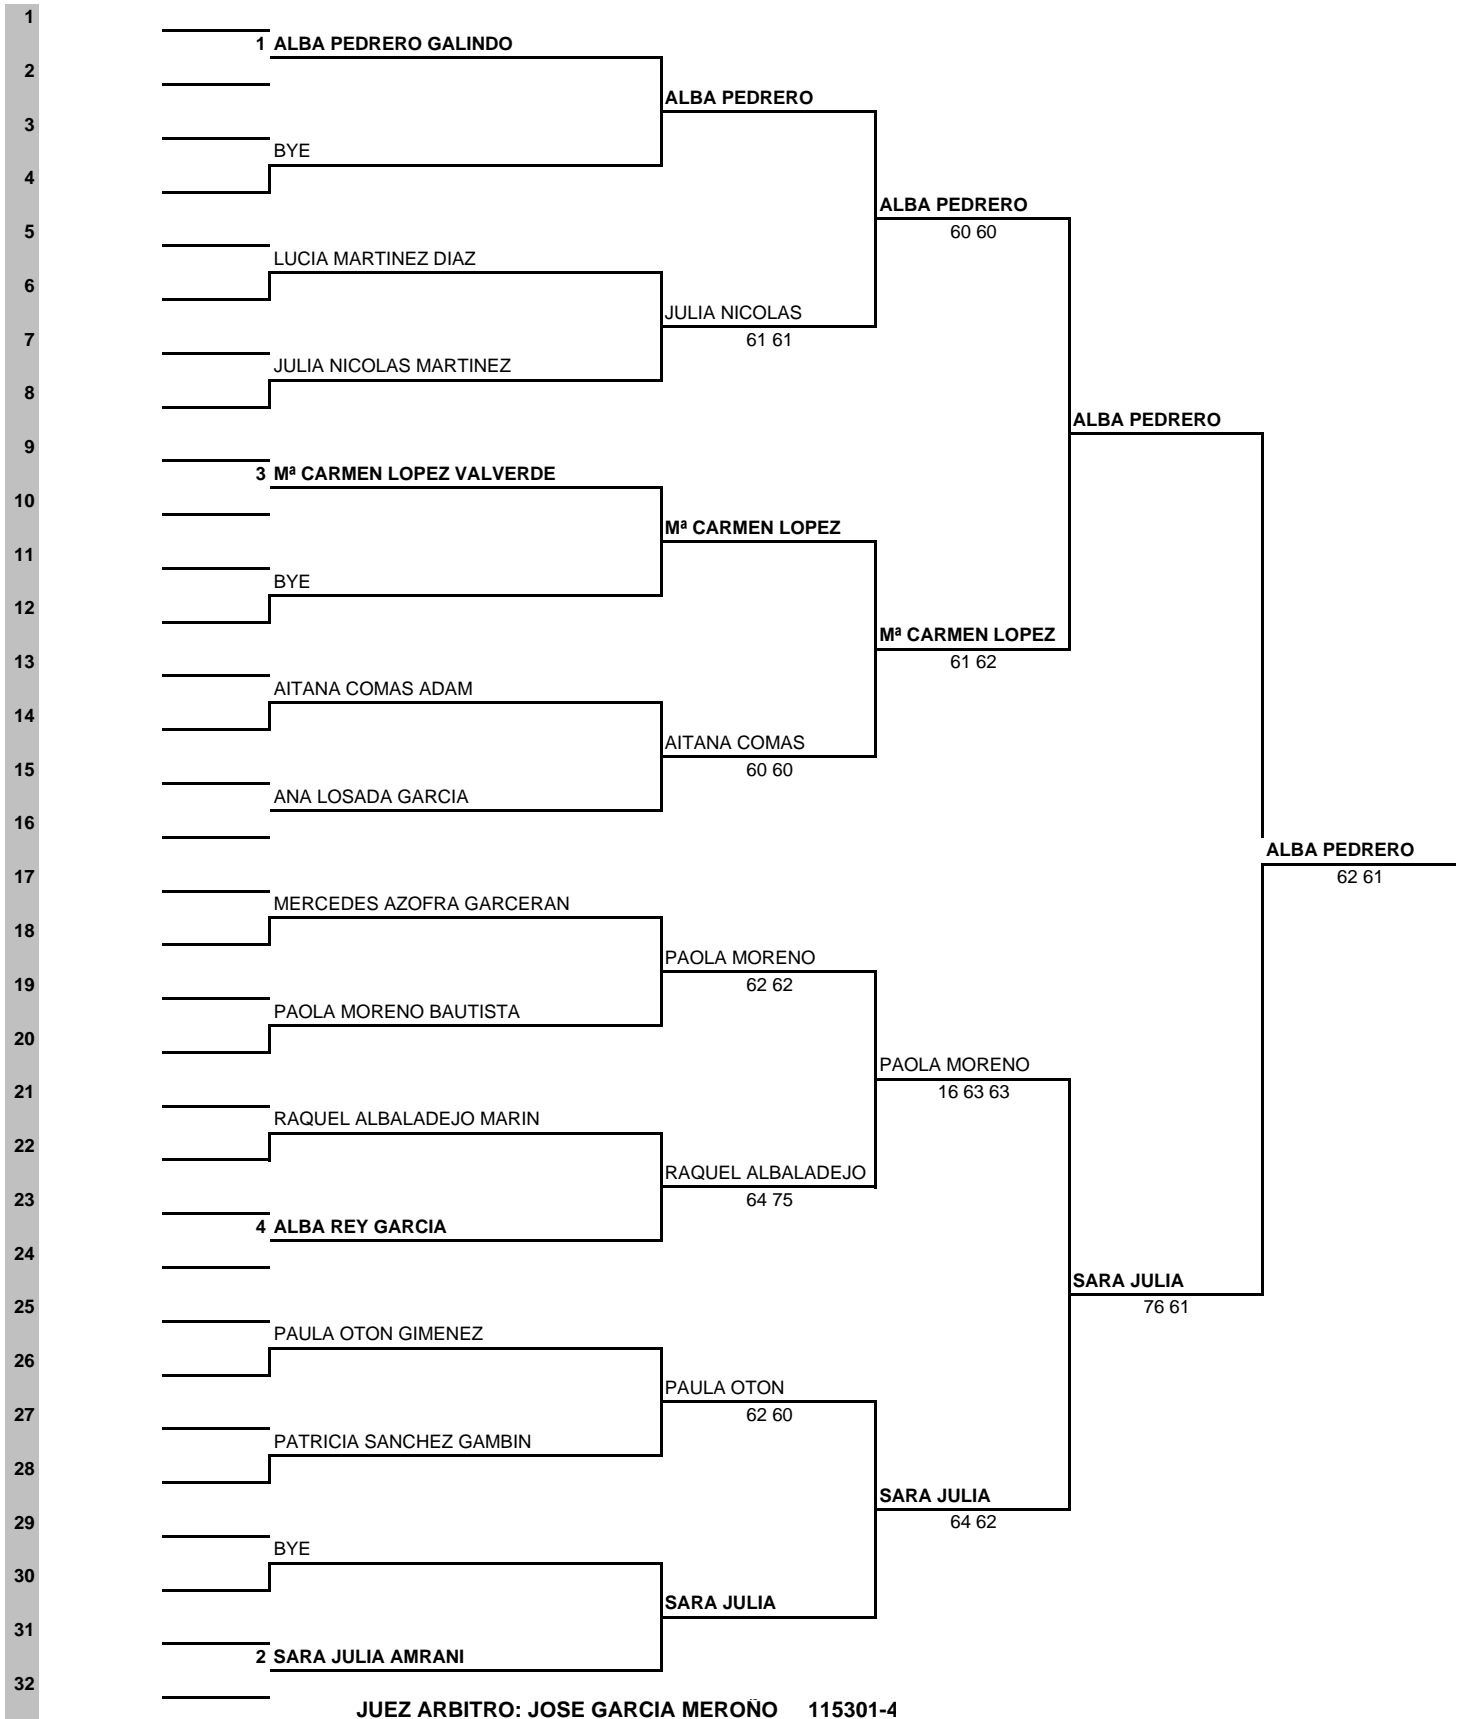 1
1 ALBA PEDRERO GALINDO
2
ALBA PEDRERO
3
BYE
4
ALBA PEDRERO
5
60 60
LUCIA MARTINEZ DIAZ
6
JULIA NICOLAS
7
61 61
JULIA NICOLAS MARTINEZ
8
ALBA PEDRERO
9
3 Mª CARMEN LOPEZ VALVERDE
10
Mª CARMEN LOPEZ
11
BYE
12
Mª CARMEN LOPEZ
13
61 62
AITANA COMAS ADAM
14
AITANA COMAS
15
60 60
ANA LOSADA GARCIA
16
ALBA PEDRERO
17
62 61
MERCEDES AZOFRA GARCERAN
18
PAOLA MORENO
19
62 62
PAOLA MORENO BAUTISTA
20
PAOLA MORENO
21
16 63 63
RAQUEL ALBALADEJO MARIN
22
RAQUEL ALBALADEJO
23
64 75
4 ALBA REY GARCIA
24
SARA JULIA
25
76 61
PAULA OTON GIMENEZ
26
PAULA OTON
27
62 60
PATRICIA SANCHEZ GAMBIN
28
SARA JULIA
29
64 62
BYE
30
SARA JULIA
31
2 SARA JULIA AMRANI
32
JUEZ ARBITRO: JOSE GARCIA MEROÑO 115301-4